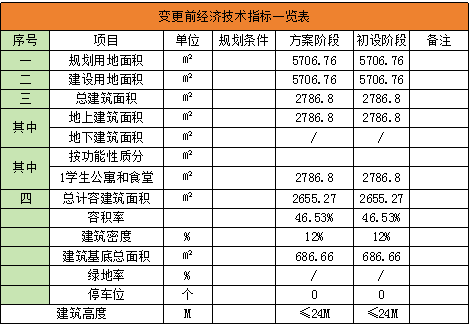 变更前经济技术指标一览表
序号 项目 单位 规划条件 方案阶段 初设阶段 备注
一 规划用地面积 m² 5706.76 5706.76
二 建设用地面积 m² 5706.76 5706.76
三 总建筑面积 m² 2786.8 2786.8
其中 地上建筑面积 m² 2786.8 2786.8
地下建筑面积 m² / /
其中 按功能性质分 m²
1学生公寓和食堂 m² 2786.8 2786.8
四 总计容建筑面积 m² 2655.27 2655.27
容积率 46.53% 46.53%
建筑密度 % 12% 12%
建筑基底总面积 m² 686.66 686.66
绿地率 % / /
停车位 个 0 0
建筑高度 M ≤24M ≤24M